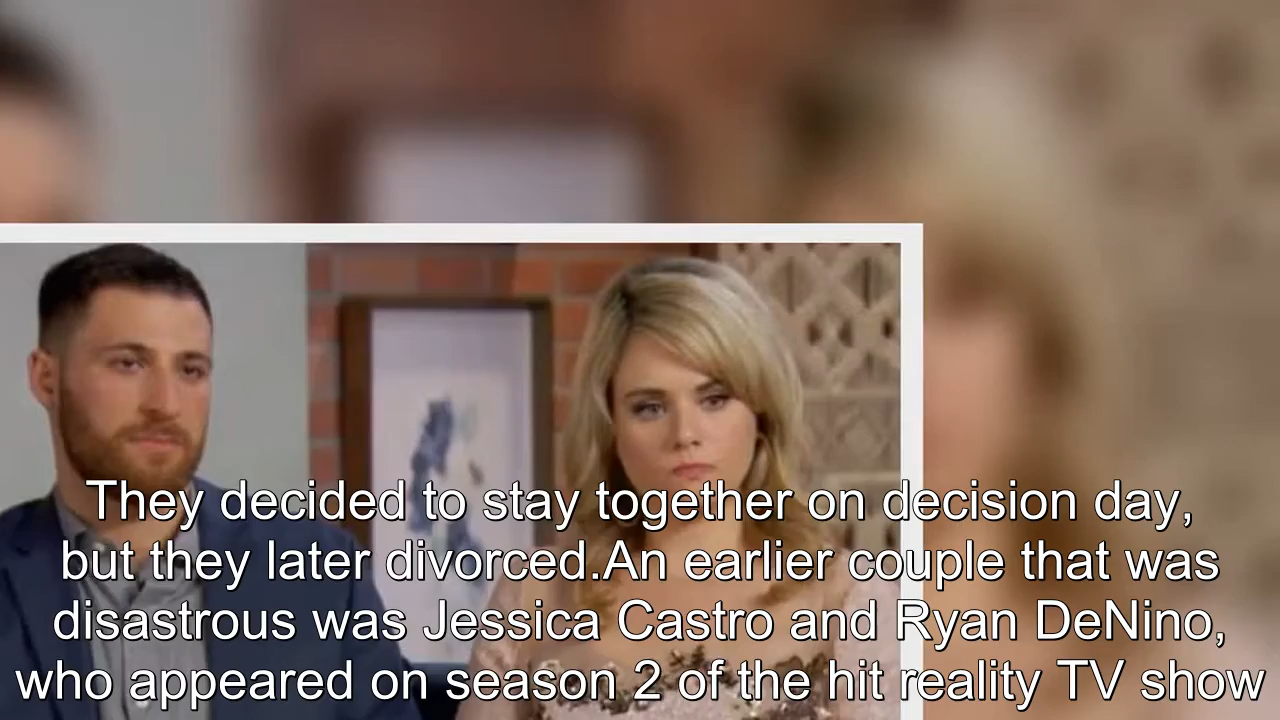 They decided to stay together on decision day,
but they later divorced.An earlier couple that was
disastrous was Jessica Castro and Ryan DeNino,
who appeared on season 2 of the hit reality TV show